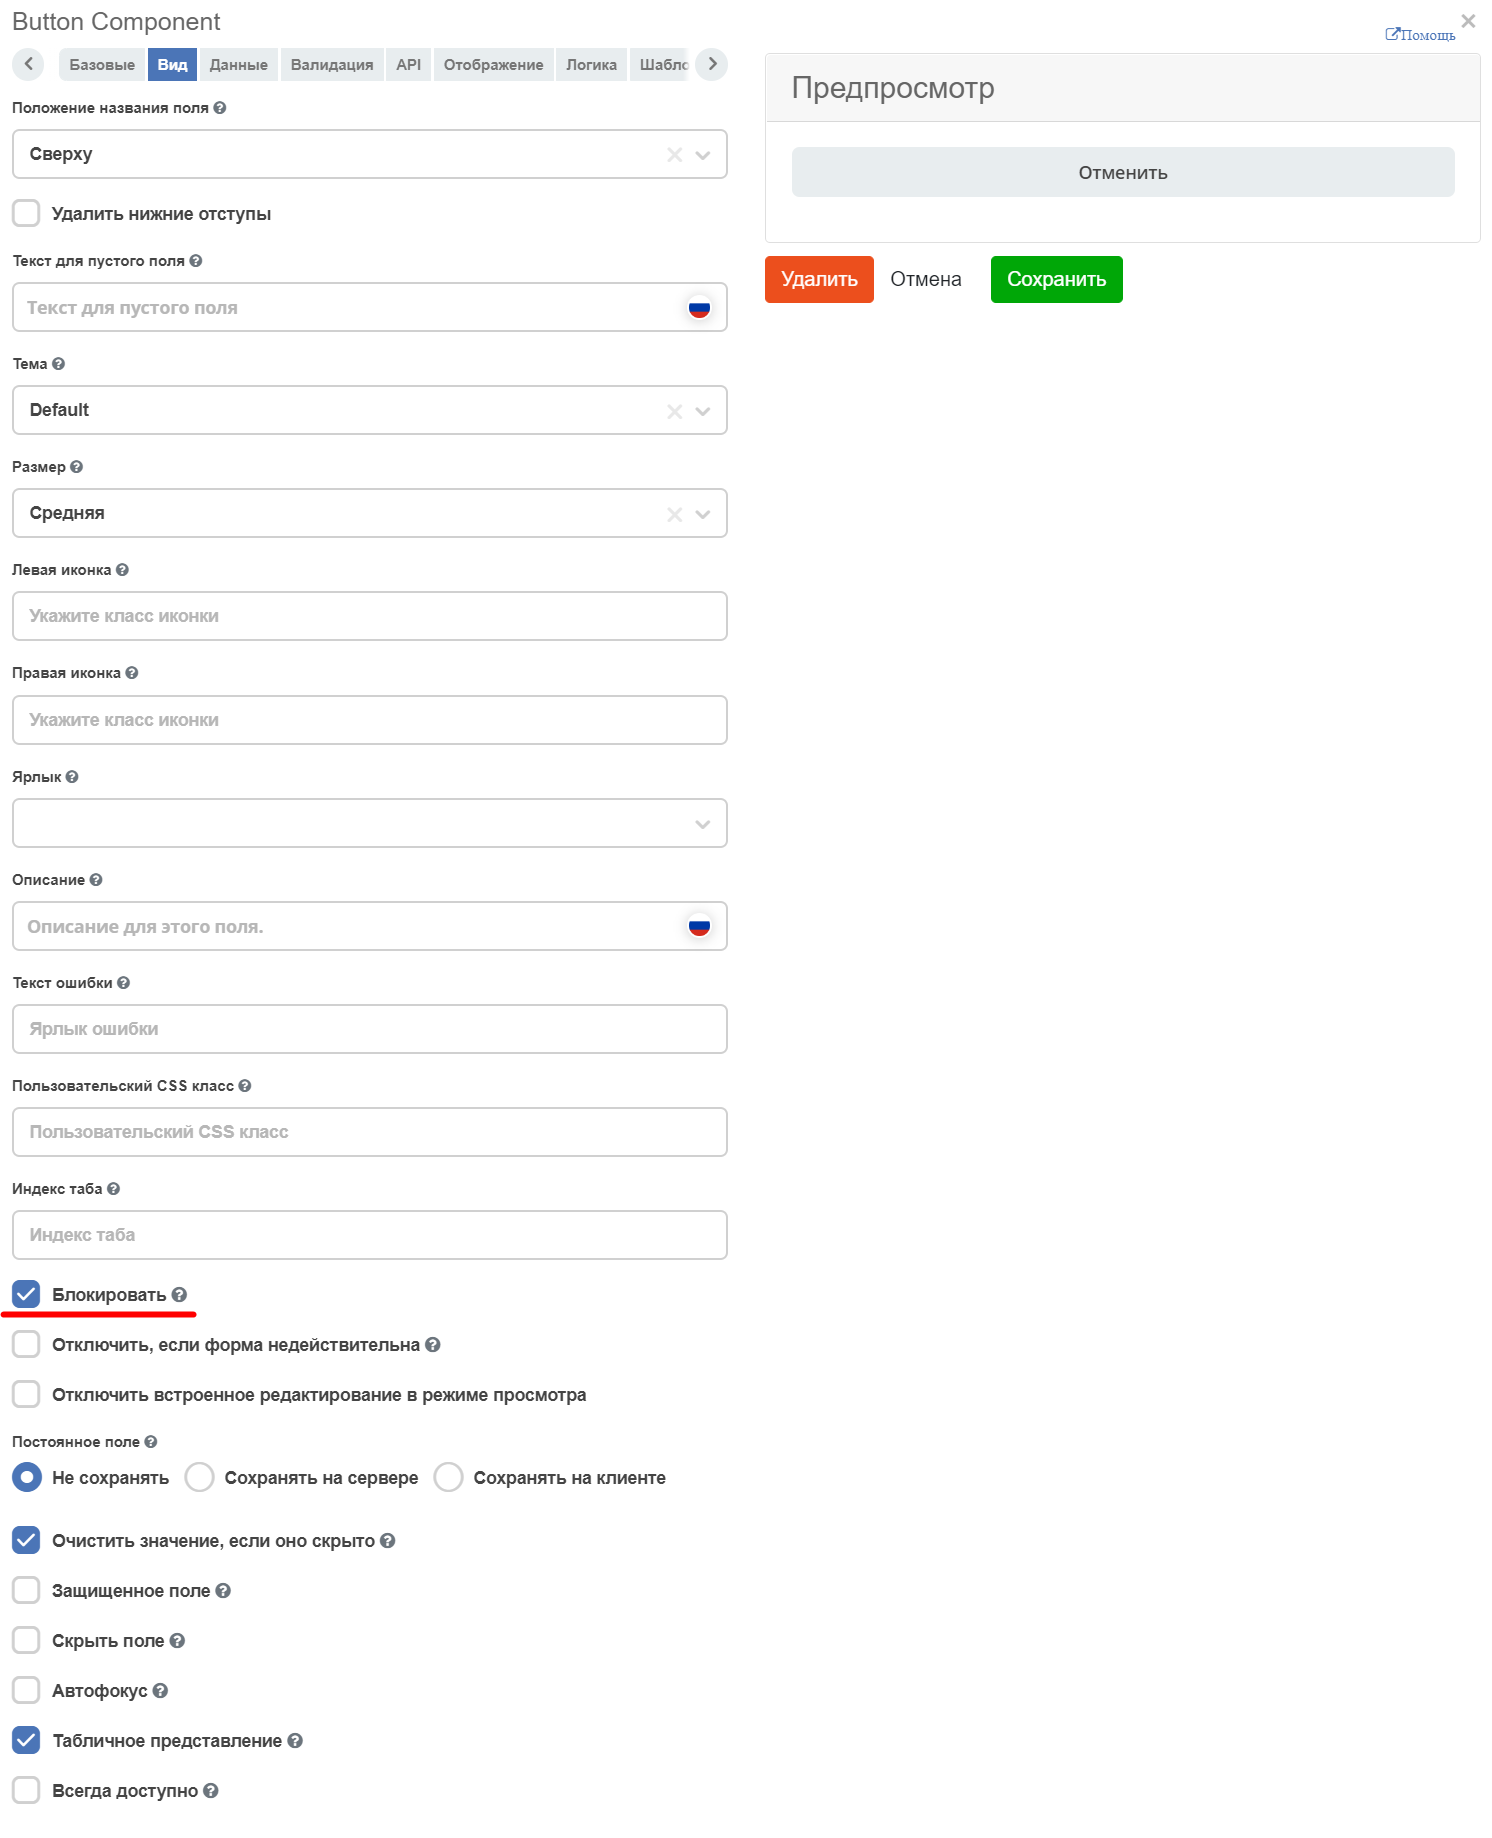 Button Component
Помощь
Базовые Вид Данные Валидация API Отображение Логика Шабло
Положение названия поля
Сверху
Удалить нижние отступы
Текст для пустого поля
Текст для пустого поля
Тема
Default
Размер
Средняя
Левая иконка
Укажите класс иконки
Правая иконка
Укажите класс иконки
Ярлык
Описание
Описание для этого поля.
Текст ошибки
Ярлык ошибки
Пользовательский CSS класс
Пользовательский CSS класс
Индекс таба
Индекс таба
Блокировать
Отключить, если форма недействительна
Отключить встроенное редактирование в режиме просмотра
Постоянное поле
Не сохранять Сохранять на сервере Сохранять на клиенте
Очистить значение, если оно скрыто
Защищенное поле
Скрыть поле
Автофокус
Табличное представление
Всегда доступно
Предпросмотр
Отменить
Удалить Отмена Сохранить